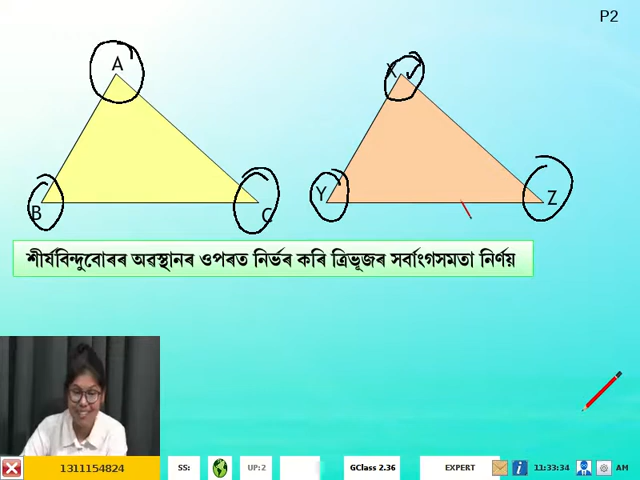 P2
A
X
B
C
Y
Z
শীৰ্ষবিন্দুবোৰৰ অৱস্থানৰ ওপৰত নিৰ্ভৰ কৰি ত্ৰিভূজৰ সৰ্বাংগসমতা নিৰ্ণয়
1311154824 SS: UP:2 GClass 2.36 EXPERT 11:33:34 AM